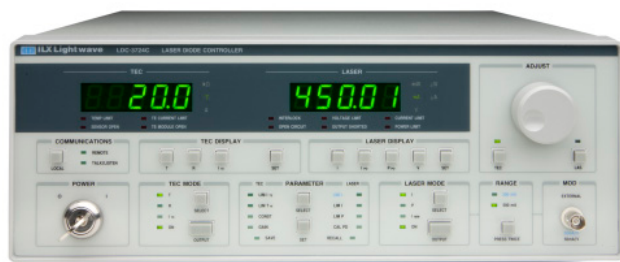 ILX Lightwave LDC-3724C LASER DIODE CONTROLLER
TEC LASER
20.0 450.01
TEMP LIMIT TE CURRENT LIMIT INTERLOCK VOLTAGE LIMIT CURRENT LIMIT
SENSOR OPEN TE MODULE OPEN OPEN CIRCUIT OUTPUT SHORTED POWER LIMIT
ADJUST
COMMUNICATIONS TEC DISPLAY LASER DISPLAY
REMOTE
TALK/LISTEN
LOCAL T R SET SET TEC LAS
POWER TEC MODE TEC PARAMETER LASER LASER MODE RANGE MOD
EXTERNAL
SELECT SELECT SELECT
CONST
GAIN
ON SAVE SET RECALL ON
OUTPUT OUTPUT